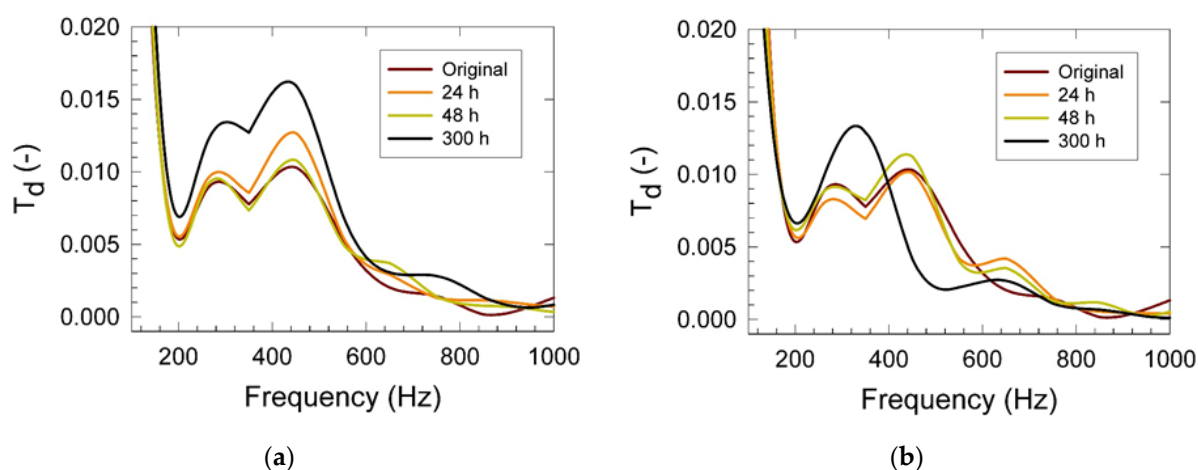 0.020
0.015
0.010
0.005
0.000
T_d (-)
Original
24 h
48 h
300 h
200 400 600 800 1000
Frequency (Hz)
(a)
0.020
0.015
0.010
0.005
0.000
T_d (-)
Original
24 h
48 h
300 h
200 400 600 800 1000
Frequency (Hz)
(b)